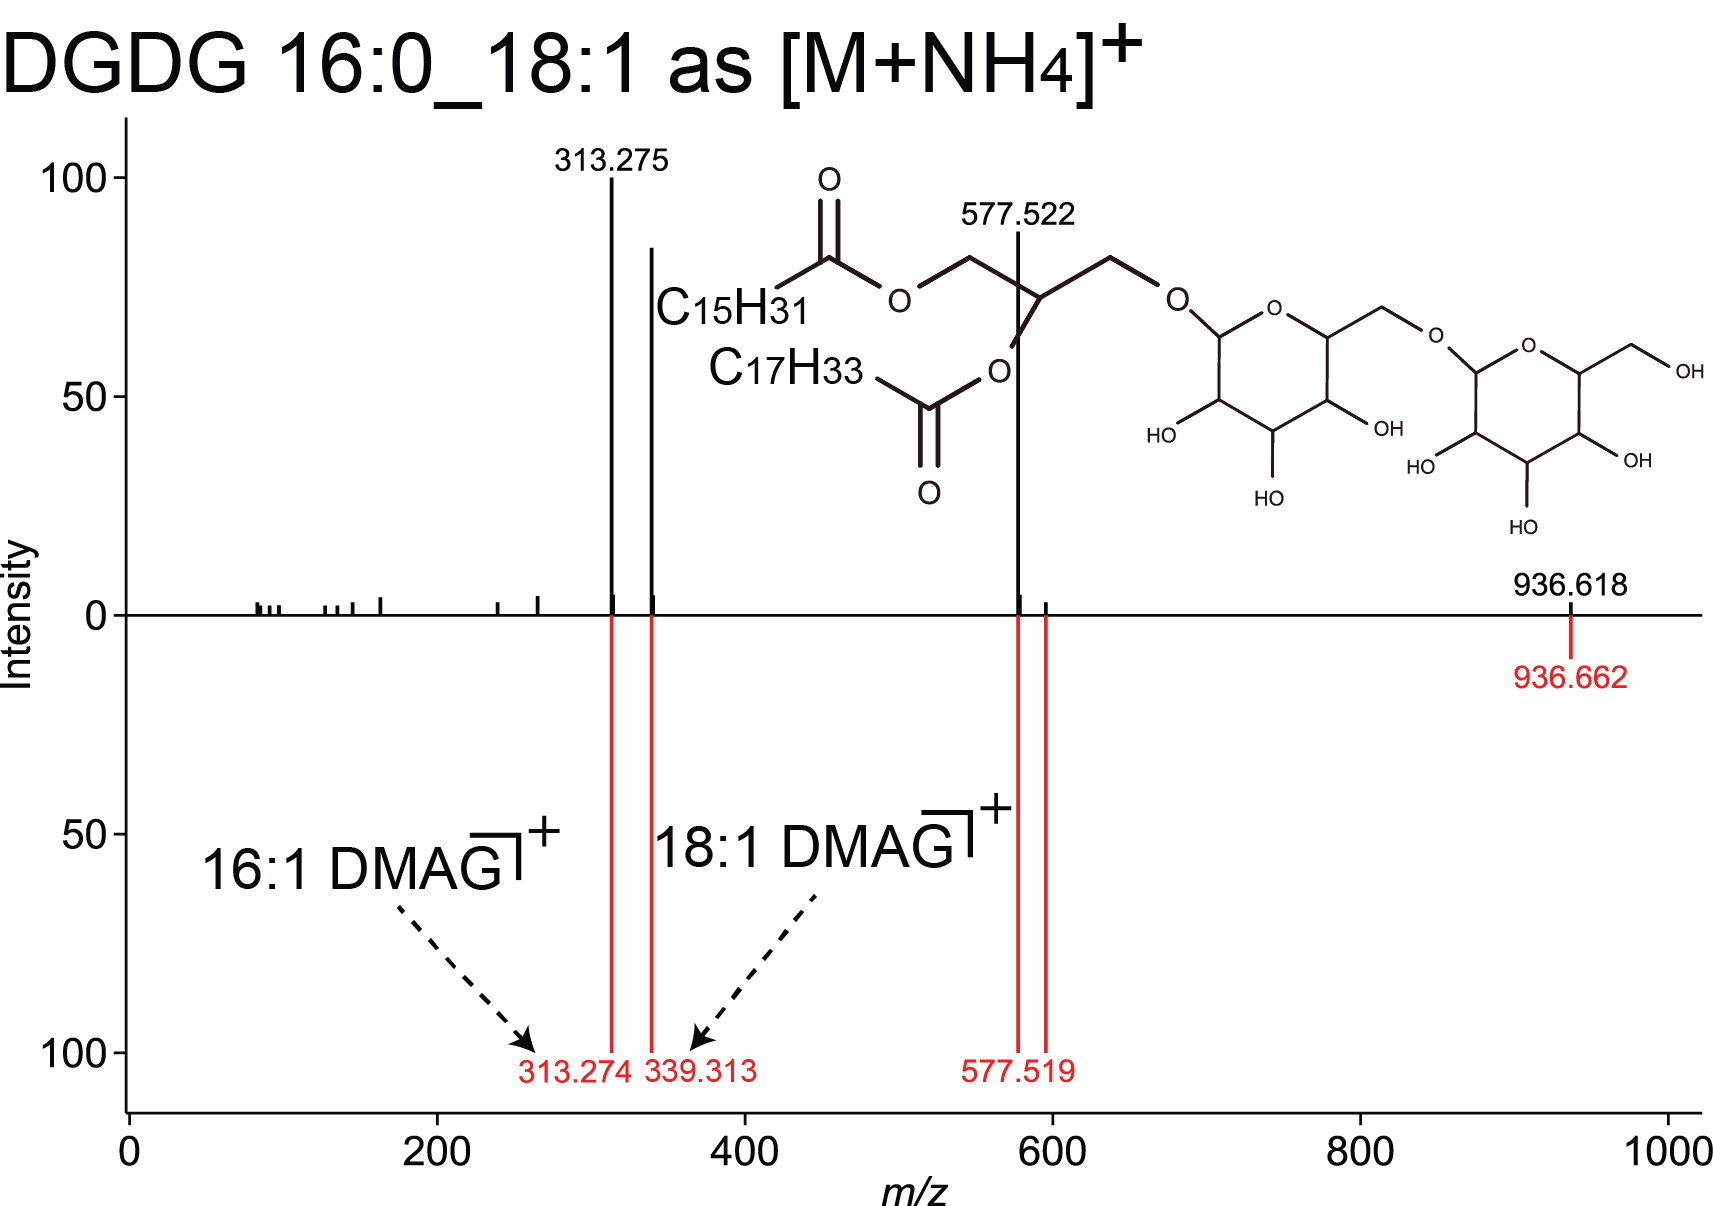 DGDG 16:0_18:1 as [M+NH4]+
313.275
577.522
936.618
O
C15H31
O
C17H33
O
O
O
O
O
O
OH
HO
OH
HO
HO
OH
HO
HO
Intensity
100
50
0
50
100
936.662
16:1 DMAG+
18:1 DMAG+
313.274
339.313
577.519
0
200
400
600
800
1000
m/z